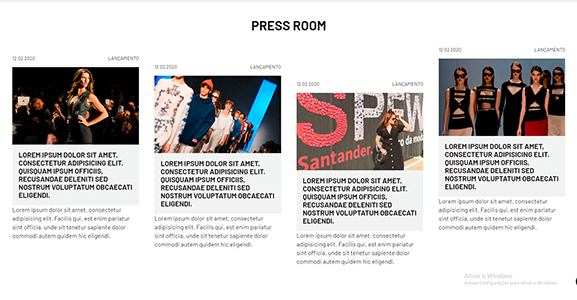 PRESS ROOM
12 02 2020 LANÇAMENTO
LOREM IPSUM DOLOR SIT AMET,
CONSECTETUR ADIPISICING ELIT.
QUISQUAM IPSUM OFFICIIS,
RECUSANDAE DELENITI SED
NOSTRUM VOLUPTATUM OBCAECATI
ELIGENDI.
Lorem ipsum dolor sit amet, consectetur
adipisicing elit. Facilis qui, est enim pariatur
sint officia, unde sit nobis sapiente dolor
commodi autem quidem hic eligendi.
12 02 2020 LANÇAMENTO
LOREM IPSUM DOLOR SIT AMET,
CONSECTETUR ADIPISICING ELIT.
QUISQUAM IPSUM OFFICIIS,
RECUSANDAE DELENITI SED
NOSTRUM VOLUPTATUM OBCAECATI
ELIGENDI.
Lorem ipsum dolor sit amet, consectetur
adipisicing elit. Facilis qui, est enim pariatur
sint officia, unde sit nobis sapiente dolor
commodi autem quidem hic eligendi.
12 02 2020 LANÇAMENTO
SPFW
Santander
da moda
LOREM IPSUM DOLOR SIT AMET,
CONSECTETUR ADIPISICING ELIT.
QUISQUAM IPSUM OFFICIIS,
RECUSANDAE DELENITI SED
NOSTRUM VOLUPTATUM OBCAECATI
ELIGENDI.
Lorem ipsum dolor sit amet, consectetur
adipisicing elit. Facilis qui, est enim pariatur
sint officia, unde sit nobis sapiente dolor
commodi autem quidem hic eligendi.
12 02 2020 LANÇAMENTO
LOREM IPSUM DOLOR SIT AMET,
CONSECTETUR ADIPISICING ELIT.
QUISQUAM IPSUM OFFICIIS,
RECUSANDAE DELENITI SED
NOSTRUM VOLUPTATUM OBCAECATI
ELIGENDI.
Lorem ipsum dolor sit amet, consectetur
adipisicing elit. Facilis qui, est enim pariatur
sint officia, unde sit nobis sapiente dolor
commodi autem quidem hic eligendi.
Ativar o Windows
Acesse Configurações para ativar o Windows.